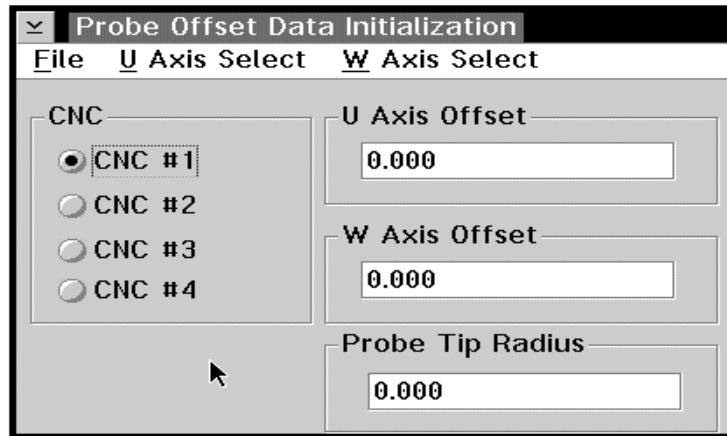 Probe Offset Data Initialization
File U Axis Select W Axis Select
CNC
CNC #1
CNC #2
CNC #3
CNC #4
U Axis Offset
0.000
W Axis Offset
0.000
Probe Tip Radius
0.000